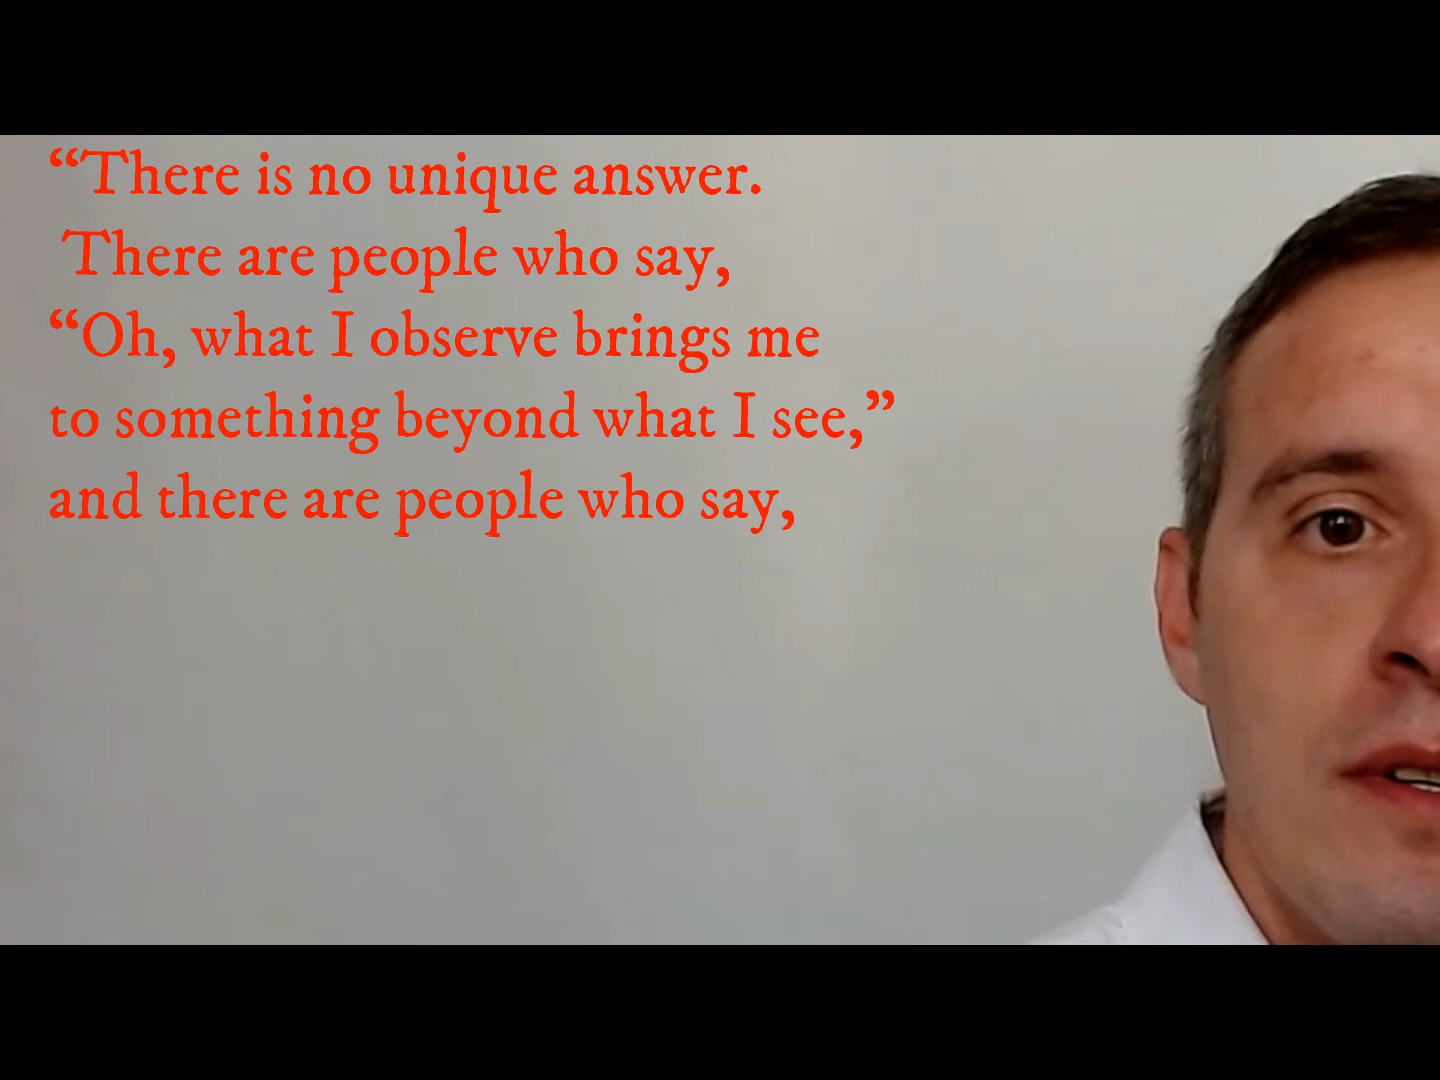 “There is no unique answer.
There are people who say,
“Oh, what I observe brings me
to something beyond what I see,”
and there are people who say,